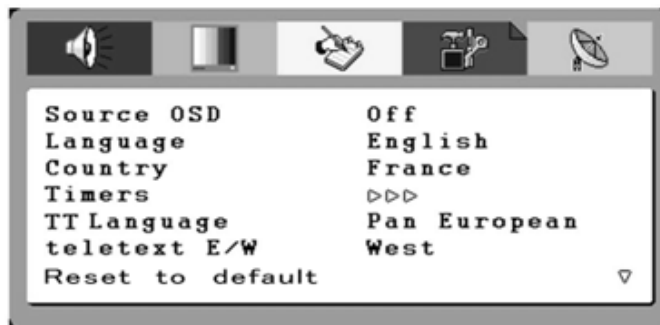 Source OSD Off
Language English
Country France
Timers ▷▷▷
TT Language Pan European
teletext E/W West
Reset to default ▽